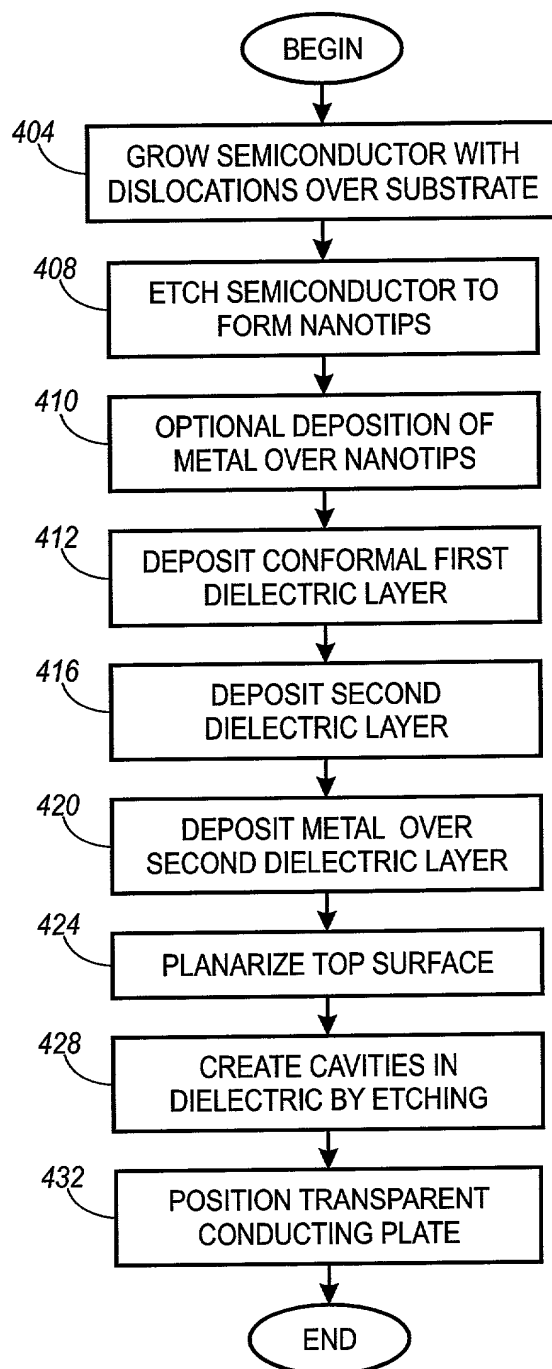 BEGIN
404
GROW SEMICONDUCTOR WITH
DISLOCATIONS OVER SUBSTRATE
408
ETCH SEMICONDUCTOR TO
FORM NANOTIPS
410
OPTIONAL DEPOSITION OF
METAL OVER NANOTIPS
412
DEPOSIT CONFORMAL FIRST
DIELECTRIC LAYER
416
DEPOSIT SECOND
DIELECTRIC LAYER
420
DEPOSIT METAL OVER
SECOND DIELECTRIC LAYER
424
PLANARIZE TOP SURFACE
428
CREATE CAVITIES IN
DIELECTRIC BY ETCHING
432
POSITION TRANSPARENT
CONDUCTING PLATE
END